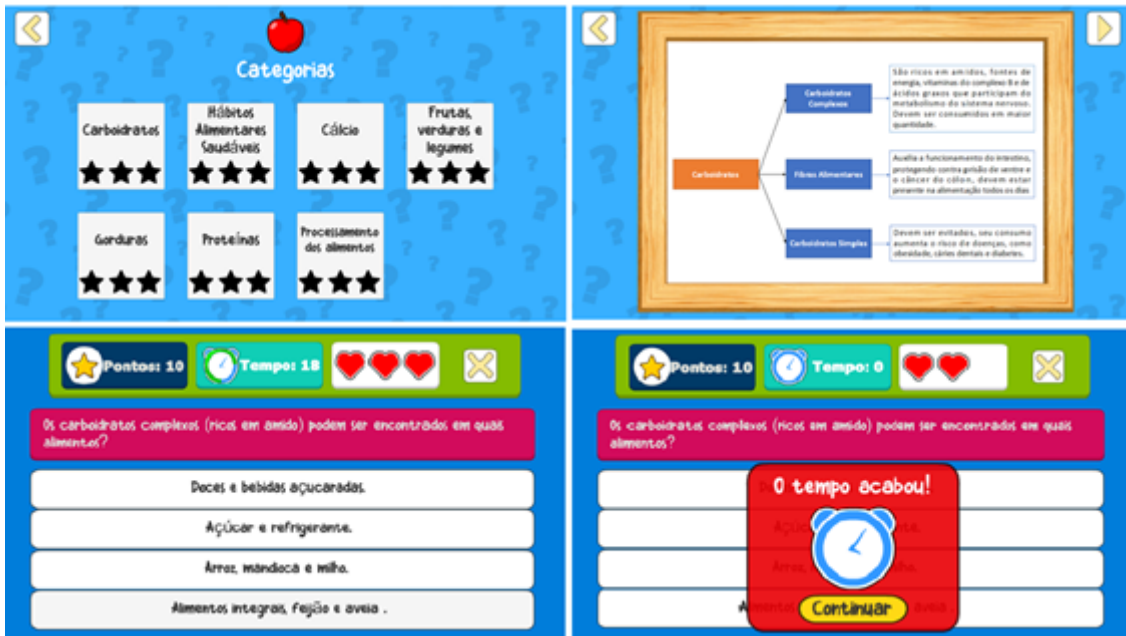 Categorias
Carboidratos
Hábitos
Alimentares
Saudáveis
Cálcio
Frutas,
verduras e
legumes
Gorduras
Proteínas
Processamento
dos alimentos
Carboidratos
Carboidratos
Complexos
São ricos em amidos, fontes de
energia, vitaminas do complexo B e de
ácidos graxos que participam do
metabolismo do sistema nervoso.
Devem ser consumidos em maior
quantidade.
Fibras Alimentares
Auxilia a funcionamento do intestino,
protegendo contra prisão de ventre e
o câncer do cólon, devem estar
presente na alimentação todos os dias
Carboidratos Simples
Devem ser evitados, seu consumo
aumenta o risco de doenças, como
obesidade, cáries dentais e diabetes.
Pontos: 10
Tempo: 18
Os carboidratos complexos (ricos em amido) podem ser encontrados em quais
alimentos?
Doces e bebidas açucaradas.
Açúcar e refrigerante.
Arroz, mandioca e milho.
Alimentos integrais, feijão e aveia .
Pontos: 10
Tempo: 0
Os carboidratos complexos (ricos em amido) podem ser encontrados em quais
alimentos?
O tempo acabou!
Continuar